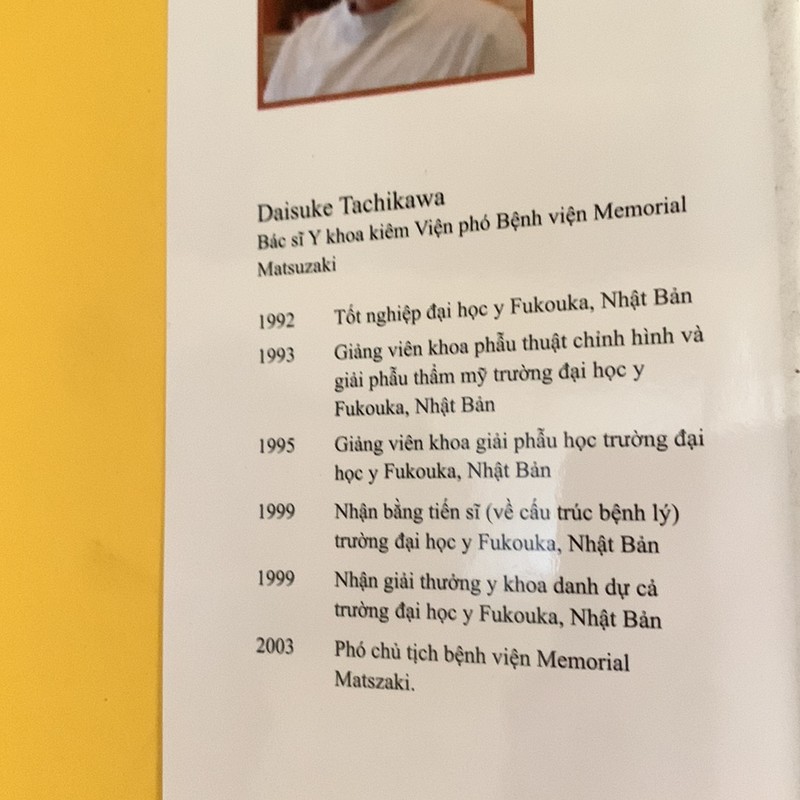 Daisuke Tachikawa
Bác sĩ Y khoa kiêm Viện phó Bệnh viện Memorial
Matsuzaki
1992 Tốt nghiệp đại học y Fukouka, Nhật Bản
1993 Giảng viên khoa phẫu thuật chỉnh hình và
giải phẫu thẩm mỹ trường đại học y
Fukouka, Nhật Bản
1995 Giảng viên khoa giải phẫu học trường đại
học y Fukouka, Nhật Bản
1999 Nhận bằng tiến sĩ (về cấu trúc bệnh lý)
trường đại học y Fukouka, Nhật Bản
1999 Nhận giải thưởng y khoa danh dự cả
trường đại học y Fukouka, Nhật Bản
2003 Phó chủ tịch bệnh viện Memorial
Matszaki.